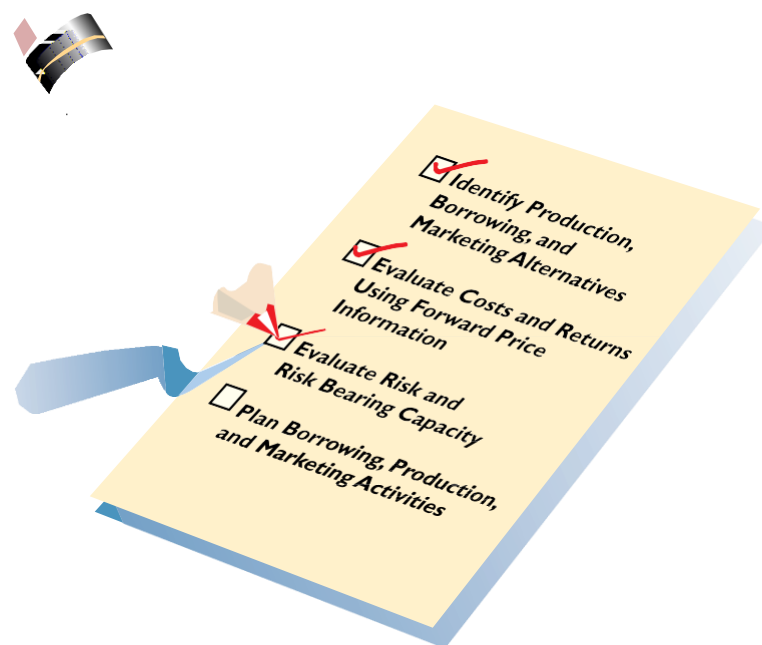 Identify Production,
Borrowing, and
Marketing Alternatives
Evaluate Costs and Returns
Using Forward Price
Information
Evaluate Risk and
Risk Bearing Capacity
Plan Borrowing, Production,
and Marketing Activities